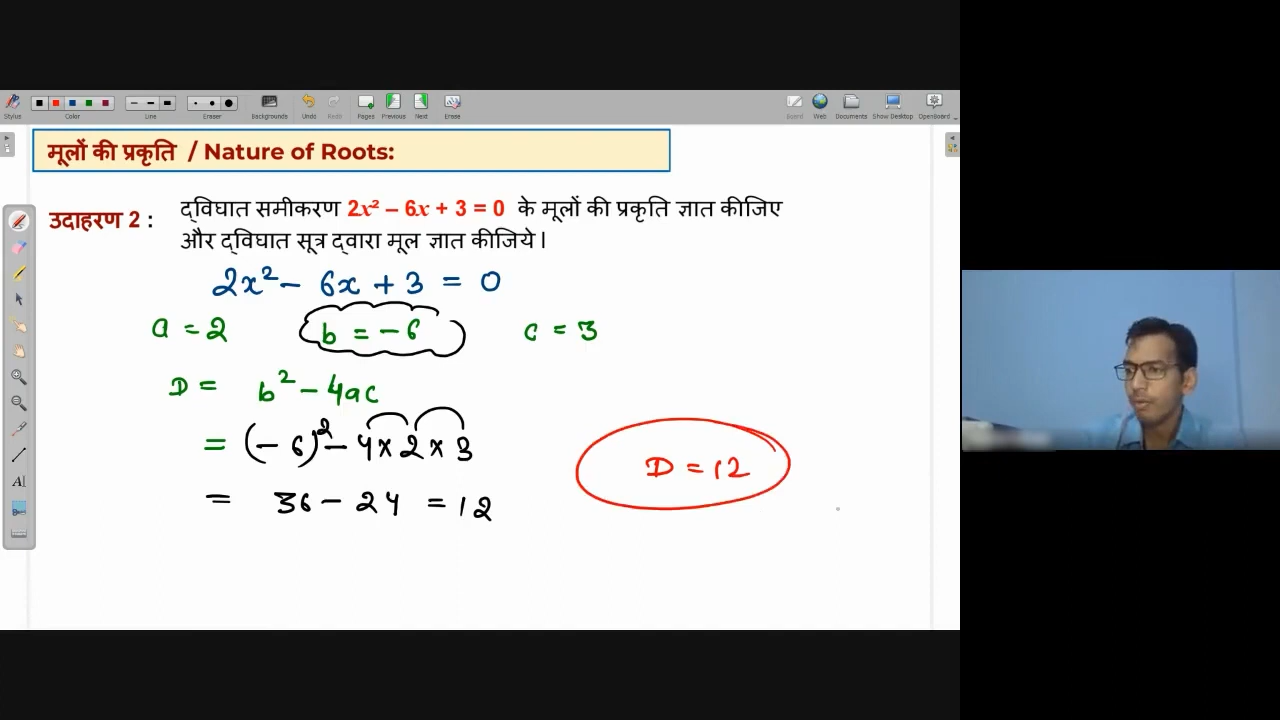 Stylus Color Line Eraser Backgrounds Undo Redo Pages Previous Next Erase Board Web Documents Show Desktop OpenBoard
मूलों की प्रकृति / Nature of Roots:
उदाहरण 2 : द्विघात समीकरण 2x² – 6x + 3 = 0 के मूलों की प्रकृति ज्ञात कीजिए
और द्विघात सूत्र द्वारा मूल ज्ञात कीजिये I
2x² – 6x + 3 = 0
a = 2 b = – 6 c = 3
D = b² – 4ac
= (– 6)² – 4 × 2 × 3
D = 12
= 36 – 24 = 12